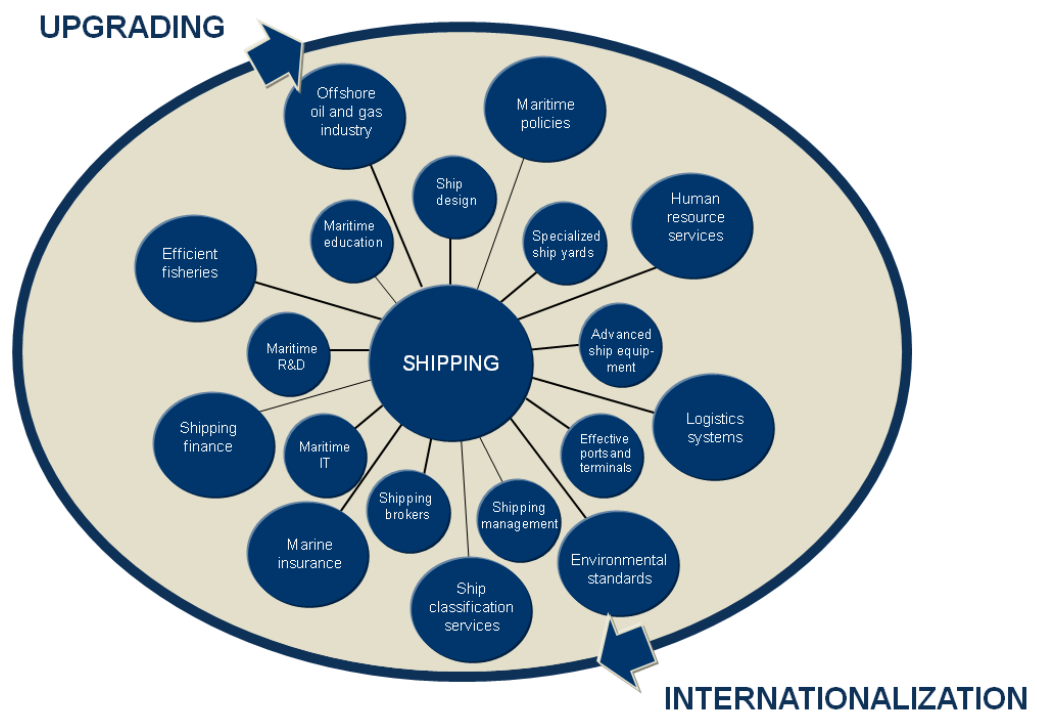 UPGRADING
Offshore
oil and gas
industry
Maritime
policies
Ship
design
Human
resource
services
Maritime
education
Specialized
ship yards
Efficient
fisheries
Maritime
R&D
SHIPPING
Advanced
ship equip-
ment
Shipping
finance
Maritime
IT
Effective
ports and
terminals
Logistics
systems
Shipping
brokers
Shipping
management
Marine
insurance
Environmental
standards
Ship
classification
services
INTERNATIONALIZATION